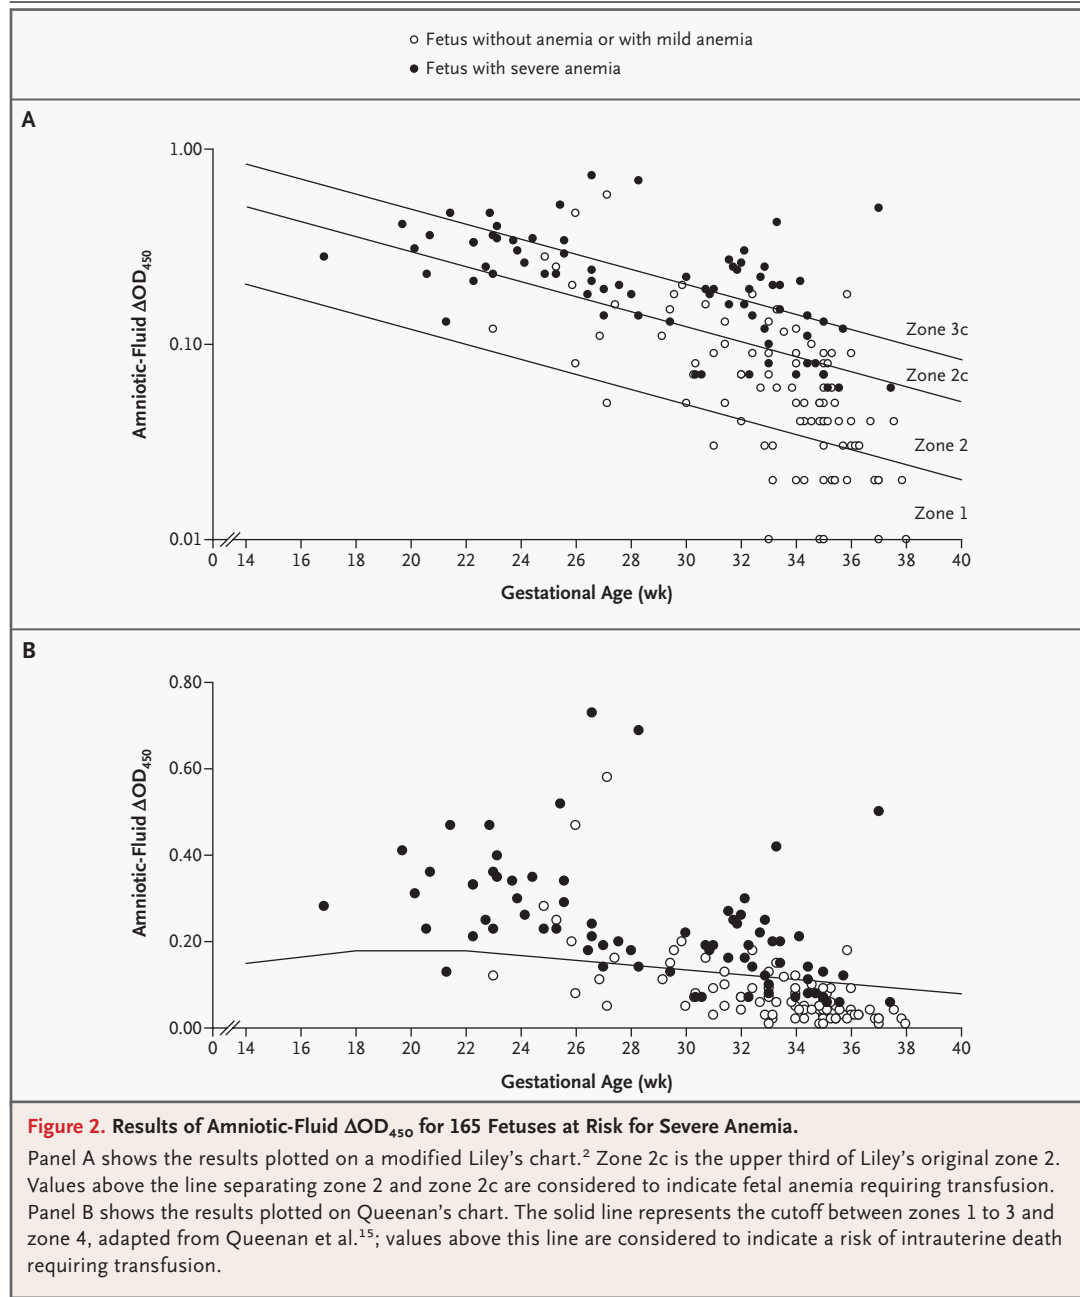 Fetus without anemia or with mild anemia
Fetus with severe anemia
A
1.00
0.10
0.01
Amniotic-Fluid ΔOD450
Zone 3c
Zone 2c
Zone 2
Zone 1
0 14 16 18 20 22 24 26 28 30 32 34 36 38 40
Gestational Age (wk)
B
0.80
0.60
0.40
0.20
0.00
Amniotic-Fluid ΔOD450
0 14 16 18 20 22 24 26 28 30 32 34 36 38 40
Gestational Age (wk)
Figure 2. Results of Amniotic-Fluid ΔOD450 for 165 Fetuses at Risk for Severe Anemia.
Panel A shows the results plotted on a modified Liley's chart.2 Zone 2c is the upper third of Liley's original zone 2.
Values above the line separating zone 2 and zone 2c are considered to indicate fetal anemia requiring transfusion.
Panel B shows the results plotted on Queenan's chart. The solid line represents the cutoff between zones 1 to 3 and
zone 4, adapted from Queenan et al.15; values above this line are considered to indicate a risk of intrauterine death
requiring transfusion.